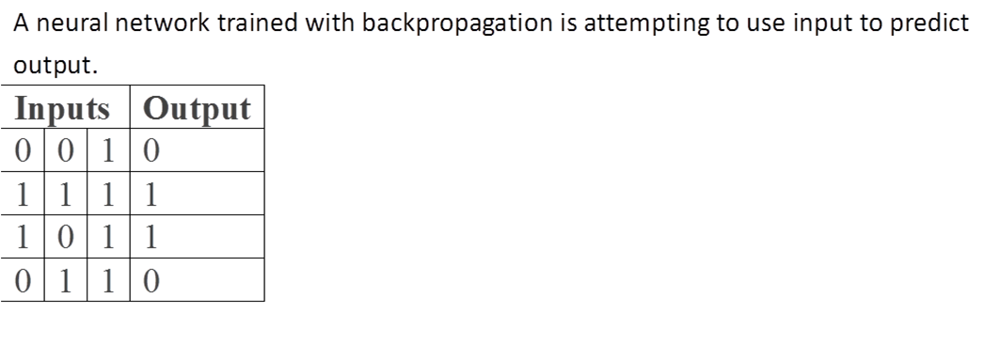 A neural network trained with backpropagation is attempting to use input to predict
output.
Inputs Output
0 0 1 0
1 1 1 1
1 0 1 1
0 1 1 0